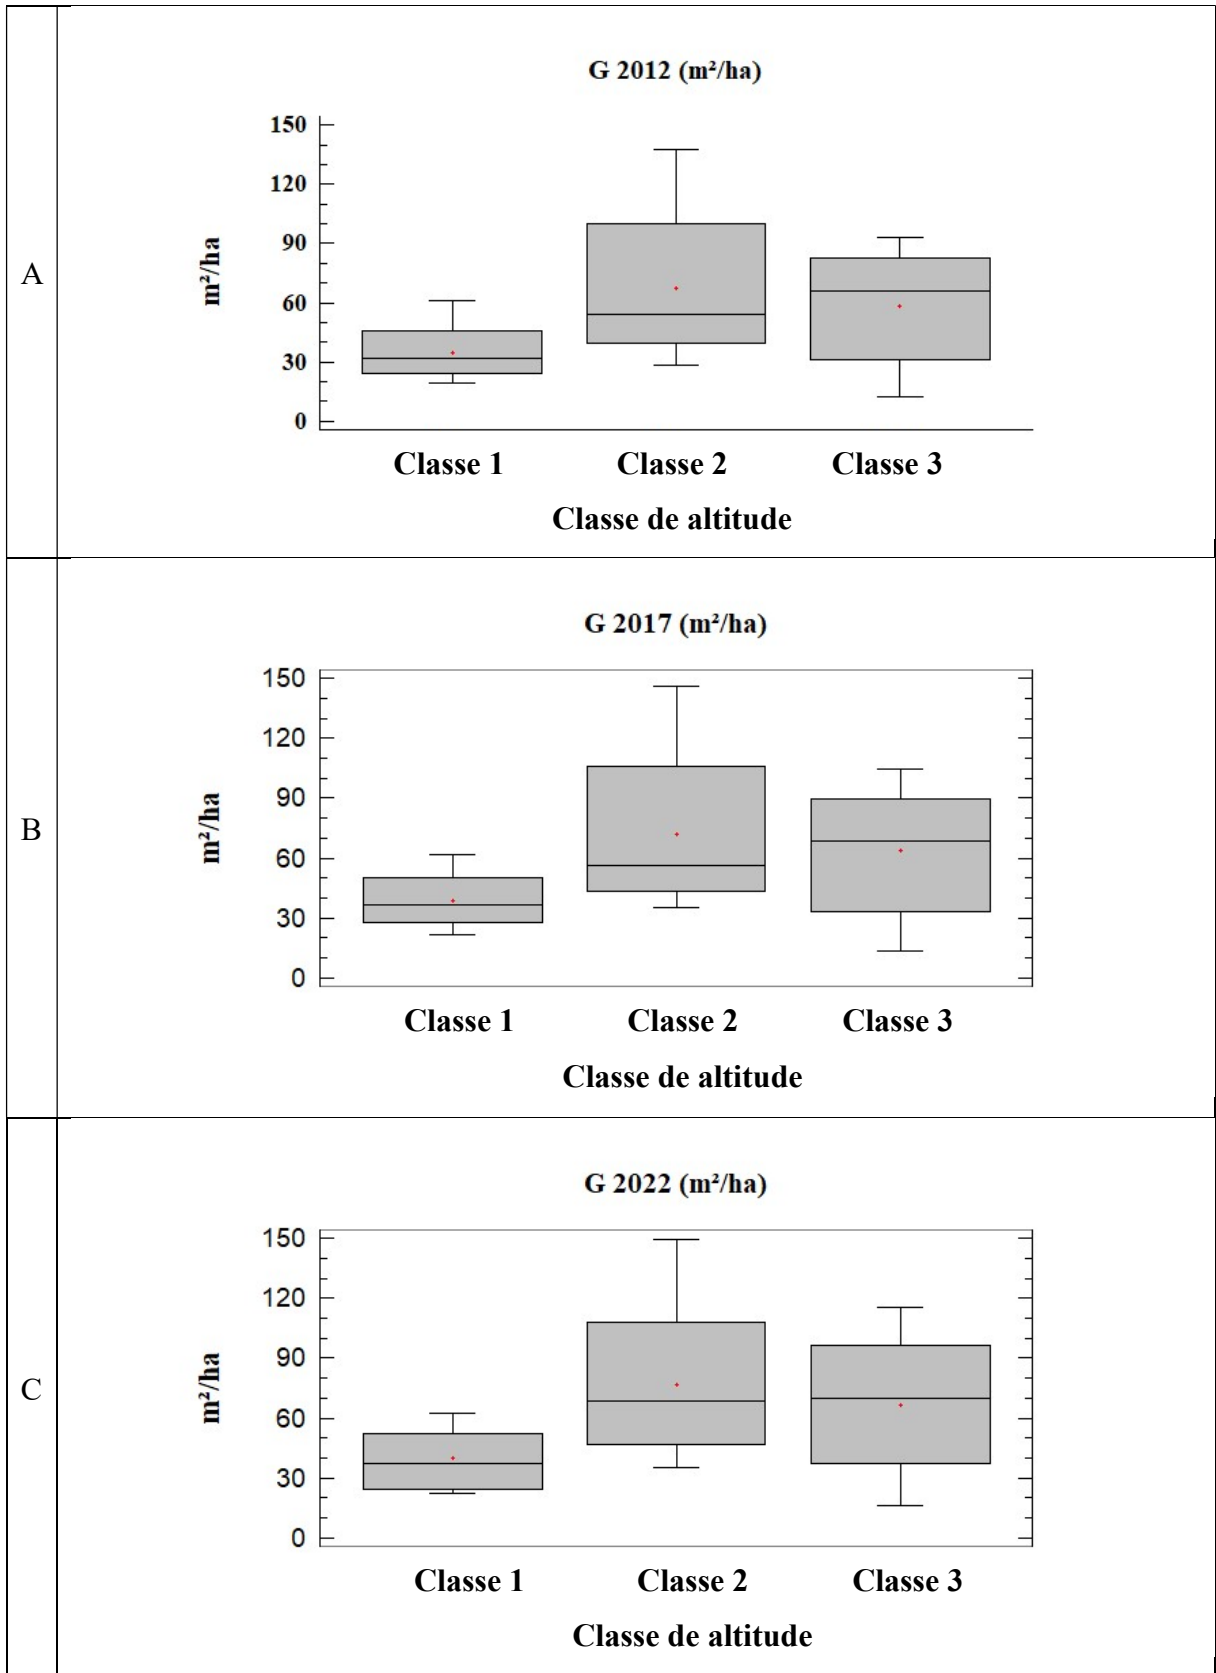 A
G 2012 (m²/ha)
150
120
90
60
30
0
m²/ha
Classe 1 Classe 2 Classe 3
Classe de altitude
B
G 2017 (m²/ha)
150
120
90
60
30
0
m²/ha
Classe 1 Classe 2 Classe 3
Classe de altitude
C
G 2022 (m²/ha)
150
120
90
60
30
0
m²/ha
Classe 1 Classe 2 Classe 3
Classe de altitude